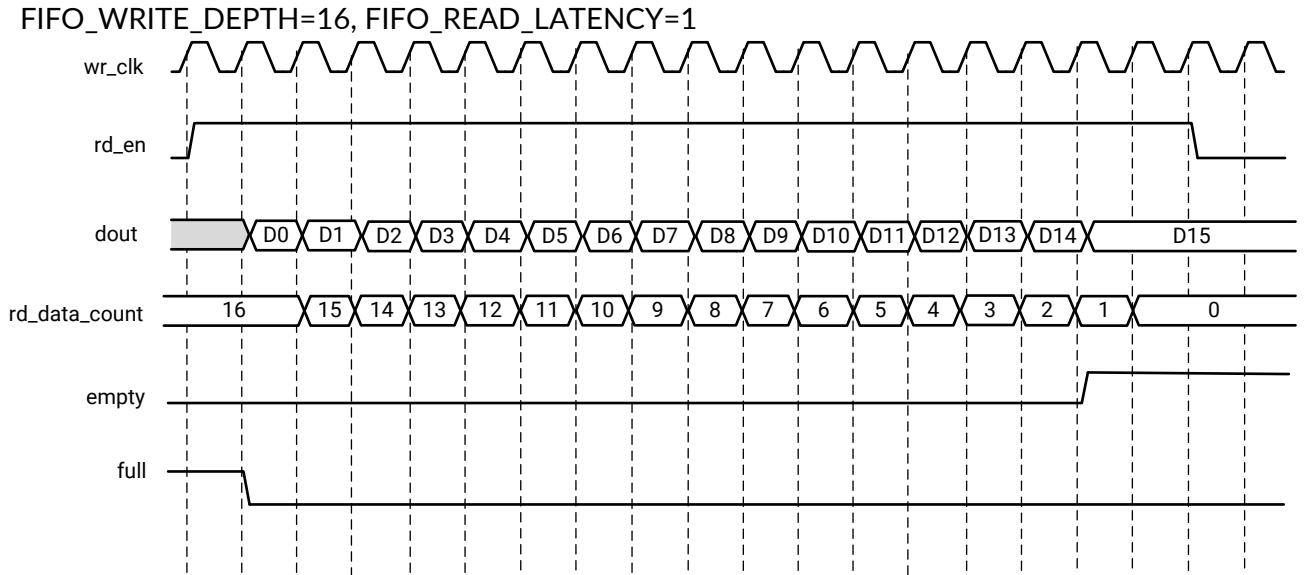 FIFO_WRITE_DEPTH=16, FIFO_READ_LATENCY=1
wr_clk
rd_en
dout D0 D1 D2 D3 D4 D5 D6 D7 D8 D9 D10 D11 D12 D13 D14 D15
rd_data_count 16 15 14 13 12 11 10 9 8 7 6 5 4 3 2 1 0
empty
full